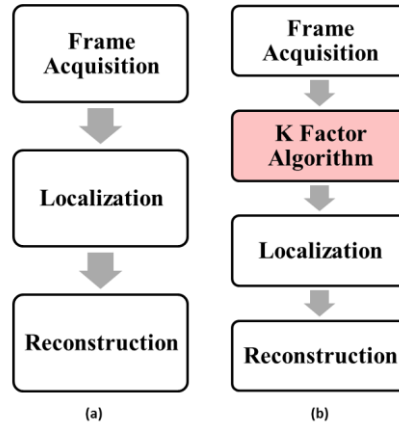 Frame
Acquisition
Localization
Reconstruction
(a)
Frame
Acquisition
K Factor
Algorithm
Localization
Reconstruction
(b)